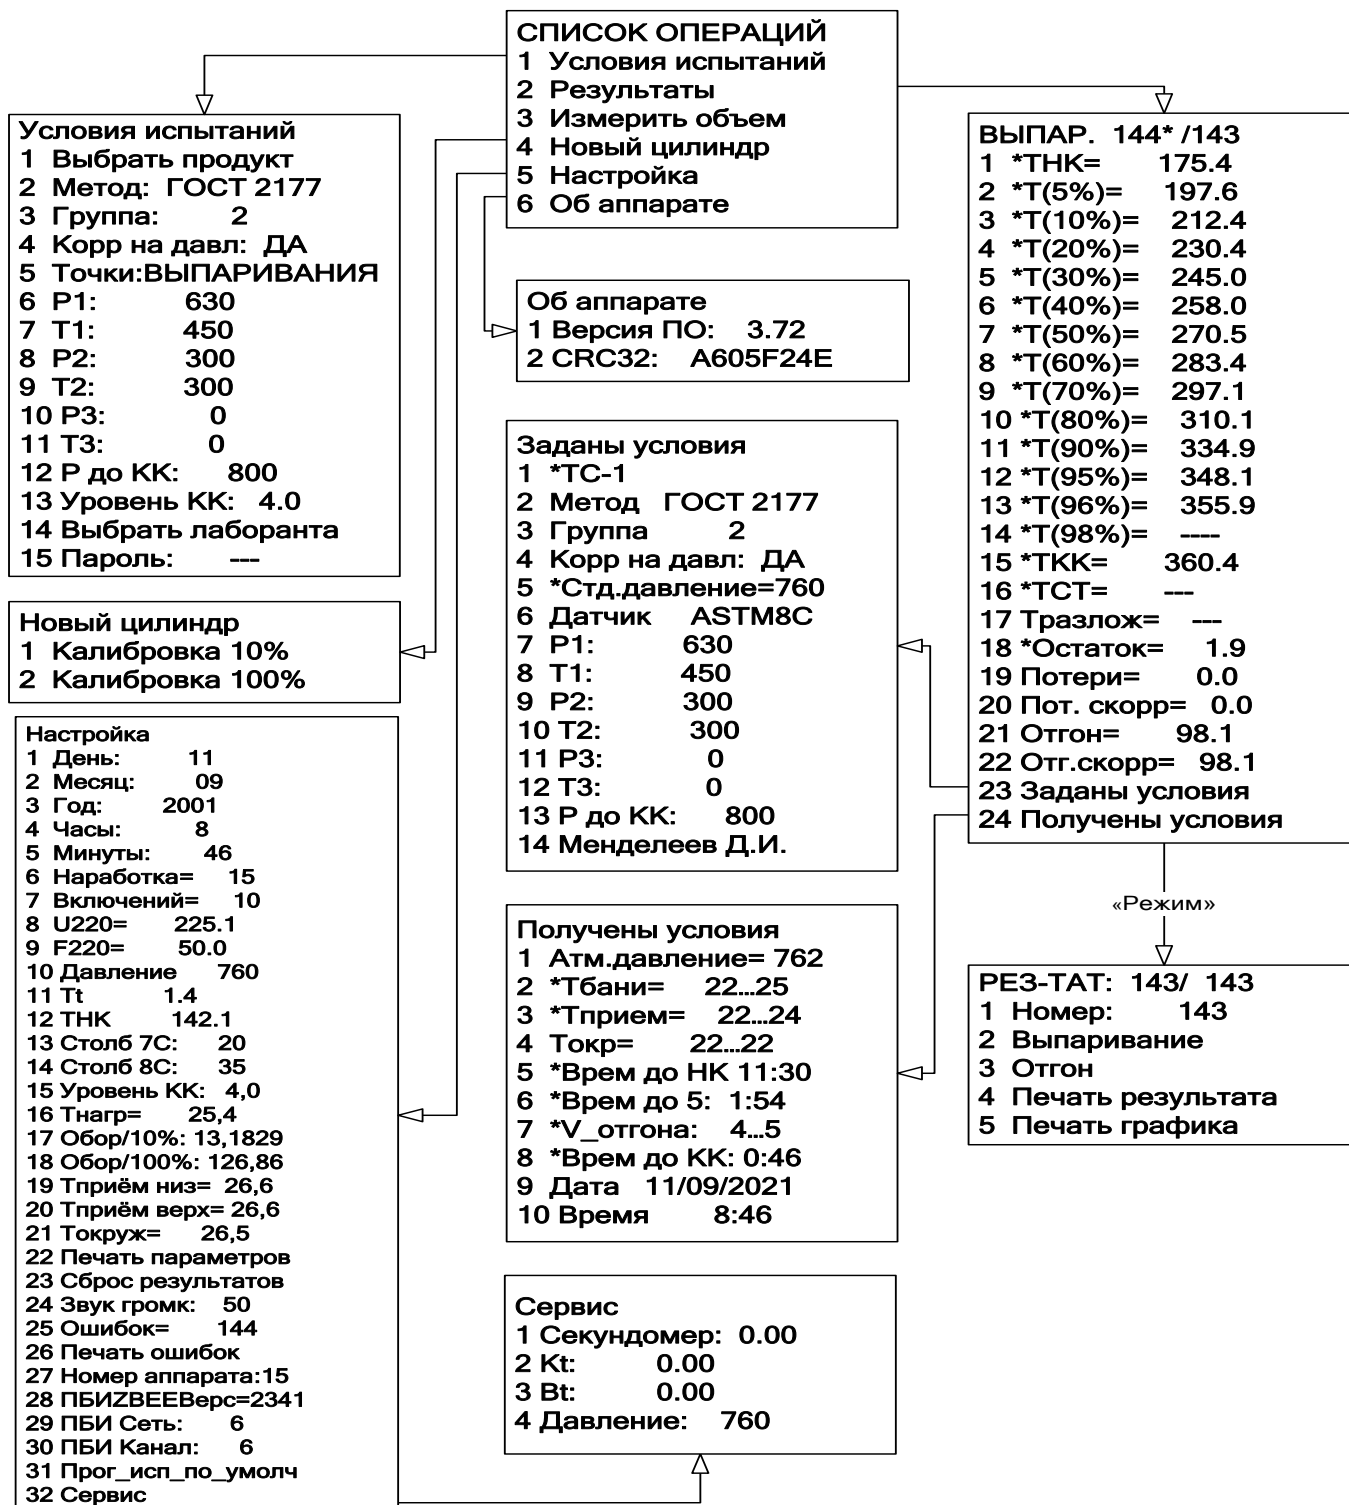 СПИСОК ОПЕРАЦИЙ
1 Условия испытаний
2 Результаты
3 Измерить объем
4 Новый цилиндр
5 Настройка
6 Об аппарате
Условия испытаний
1 Выбрать продукт
2 Метод: ГОСТ 2177
3 Группа: 2
4 Корр на давл: ДА
5 Точки:ВЫПАРИВАНИЯ
6 P1: 630
7 T1: 450
8 P2: 300
9 T2: 300
10 P3: 0
11 T3: 0
12 Р до КК: 800
13 Уровень КК: 4.0
14 Выбрать лаборанта
15 Пароль: ---
Новый цилиндр
1 Калибровка 10%
2 Калибровка 100%
Настройка
1 День: 11
2 Месяц: 09
3 Год: 2001
4 Часы: 8
5 Минуты: 46
6 Наработка= 15
7 Включений= 10
8 U220= 225.1
9 F220= 50.0
10 Давление 760
11 Tt 1.4
12 ТНК 142.1
13 Столб 7С: 20
14 Столб 8С: 35
15 Уровень КК: 4,0
16 Тнагр= 25,4
17 Обор/10%: 13,1829
18 Обор/100%: 126,86
19 Тприём низ= 26,6
20 Тприём верх= 26,6
21 Токруж= 26,5
22 Печать параметров
23 Сброс результатов
24 Звук громк: 50
25 Ошибок= 144
26 Печать ошибок
27 Номер аппарата:15
28 ПБИZBEEВерс=2341
29 ПБИ Сеть: 6
30 ПБИ Канал: 6
31 Прог_исп_по_умолч
32 Сервис
Об аппарате
1 Версия ПО: 3.72
2 CRC32: A605F24E
Заданы условия
1 *ТС-1
2 Метод ГОСТ 2177
3 Группа 2
4 Корр на давл: ДА
5 *Стд.давление=760
6 Датчик ASTM8C
7 P1: 630
8 T1: 450
9 P2: 300
10 T2: 300
11 P3: 0
12 T3: 0
13 Р до КК: 800
14 Менделеев Д.И.
Получены условия
1 Атм.давление= 762
2 *Тбани= 22...25
3 *Тприем= 22...24
4 Токр= 22...22
5 *Врем до НК 11:30
6 *Врем до 5: 1:54
7 *V_отгона: 4...5
8 *Врем до КК: 0:46
9 Дата 11/09/2021
10 Время 8:46
Сервис
1 Секундомер: 0.00
2 Kt: 0.00
3 Bt: 0.00
4 Давление: 760
ВЫПАР. 144* /143
1 *ТНК= 175.4
2 *Т(5%)= 197.6
3 *Т(10%)= 212.4
4 *Т(20%)= 230.4
5 *Т(30%)= 245.0
6 *Т(40%)= 258.0
7 *Т(50%)= 270.5
8 *Т(60%)= 283.4
9 *Т(70%)= 297.1
10 *Т(80%)= 310.1
11 *Т(90%)= 334.9
12 *Т(95%)= 348.1
13 *Т(96%)= 355.9
14 *Т(98%)= ----
15 *ТКК= 360.4
16 *ТСТ= ---
17 Тразлож= ---
18 *Остаток= 1.9
19 Потери= 0.0
20 Пот. скорр= 0.0
21 Отгон= 98.1
22 Отг.скорр= 98.1
23 Заданы условия
24 Получены условия
«Режим»
РЕЗ-ТАТ: 143/ 143
1 Номер: 143
2 Выпаривание
3 Отгон
4 Печать результата
5 Печать графика